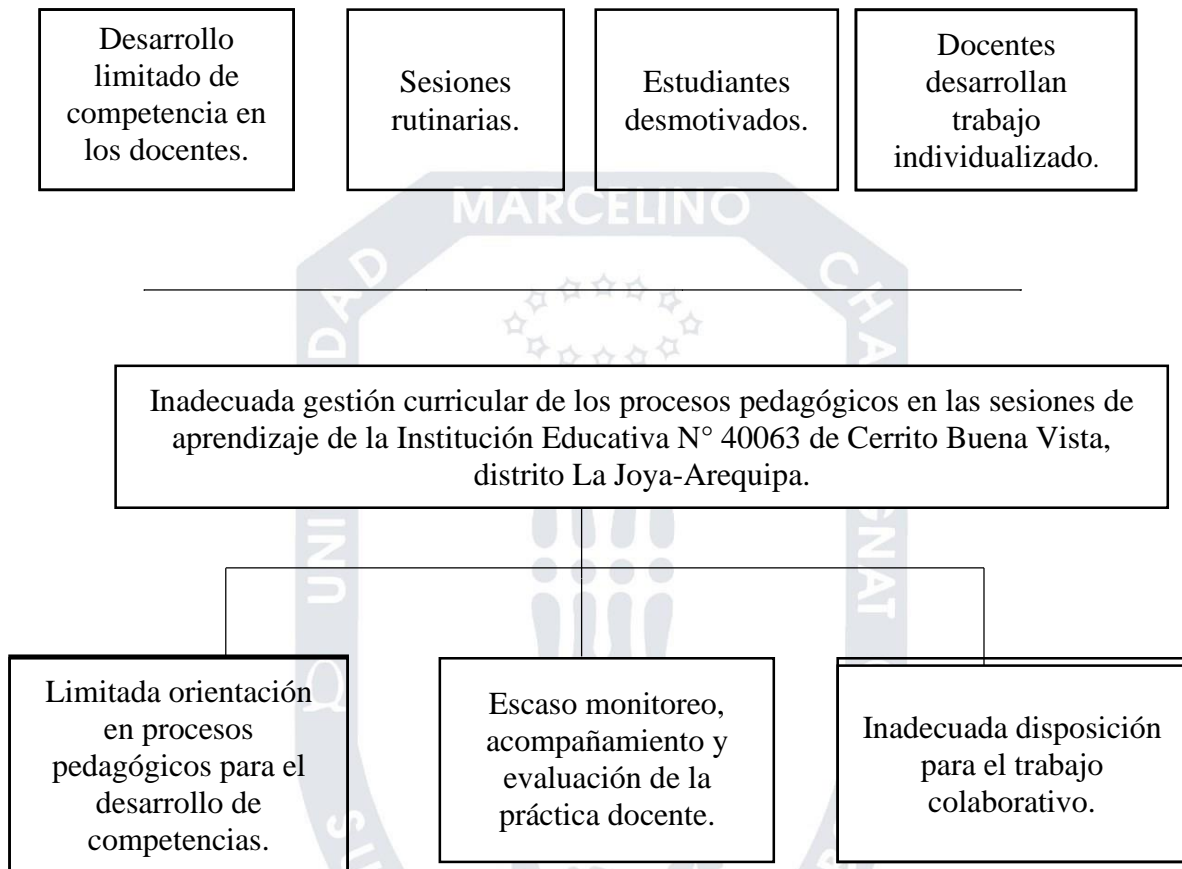 Desarrollo
limitado de
competencia en
los docentes.
Sesiones
rutinarias.
Estudiantes
desmotivados.
Docentes
desarrollan
trabajo
individualizado.
MARCELINO
Inadecuada gestión curricular de los procesos pedagógicos en las sesiones de
aprendizaje de la Institución Educativa N° 40063 de Cerrito Buena Vista,
distrito La Joya-Arequipa.
Limitada orientación
en procesos
pedagógicos para el
desarrollo de
competencias.
Escaso monitoreo,
acompañamiento y
evaluación de la
práctica docente.
Inadecuada disposición
para el trabajo
colaborativo.